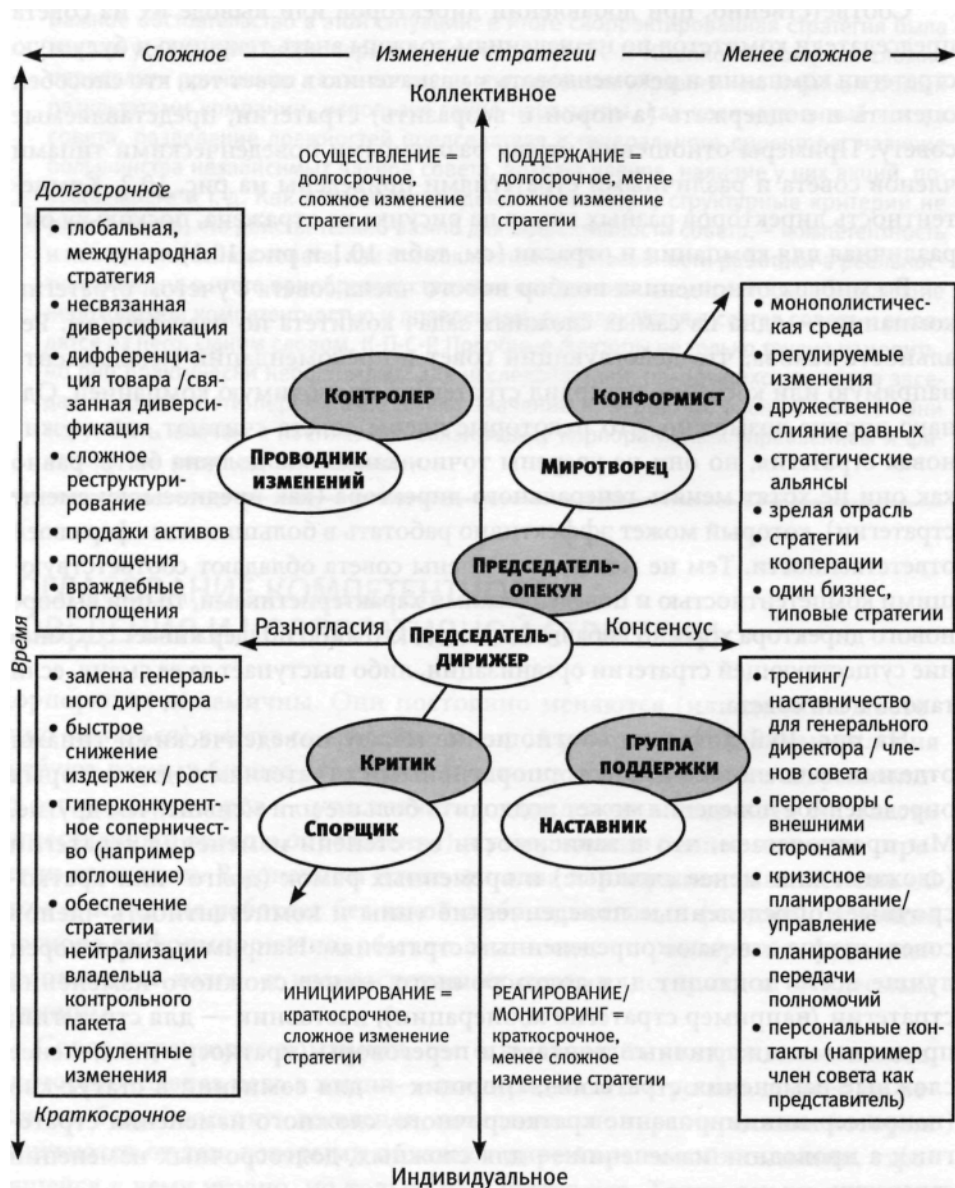 Сложное Изменение стратегии Менее сложное
Коллективное
ОСУЩЕСТВЛЕНИЕ =
долгосрочное,
сложное изменение
стратегии
ПОДДЕРЖАНИЕ =
долгосрочное, менее
сложное изменение
стратегии
Долгосрочное
• глобальная,
международная
стратегия
• несвязанная
диверсификация
• дифференциа-
ция товара /свя-
занная диверси-
фикация
• сложное
реструктури-
рование
• продажи активов
• поглощения,
враждебные
КОНТРОЛЕР
ПРОВОДНИК
ИЗМЕНЕНИЙ
КОНФОРМИСТ
МИРОТВОРЕЦ
ПРЕДСЕДАТЕЛЬ-
ОПЕКУН
• монополистичес-
кая среда
• регулируемые
изменения
• дружественное
слияние равных
• стратегические
альянсы
• зрелая отрасль
• стратегии
кооперации
• один бизнес,
типовые стратегии
Время
Разногласие
ПРЕДСЕДАТЕЛЬ-
ДИРИЖЕР
Консенсус
• замена генераль-
ного директора
• быстрое
издержек / рост
• гиперконкурент-
ное соперничест-
во (например
поглощение)
• обеспечение
стратегии
нейтрализации
владельца
контрольного
пакета
• турбулентные
изменения
Краткосрочное
КРИТИК
СПОРЩИК
ГРУППА
ПОДДЕРЖКИ
НАСТАВНИК
• тренинг/
наставничество
для генерального
директора / чле-
нов совета
• переговоры с
внешними
сторонами
• кризисное
планирование/
управление
• планирование
передачи
полномочий
• персональные кон-
такты (например
член совета как
представитель)
ИНИЦИИРОВАНИЕ =
краткосрочное,
сложное изменение
стратегии
РЕАГИРОВАНИЕ/
МОНИТОРИНГ =
краткосрочное,
менее сложное
изменение стратегии
Индивидуальное